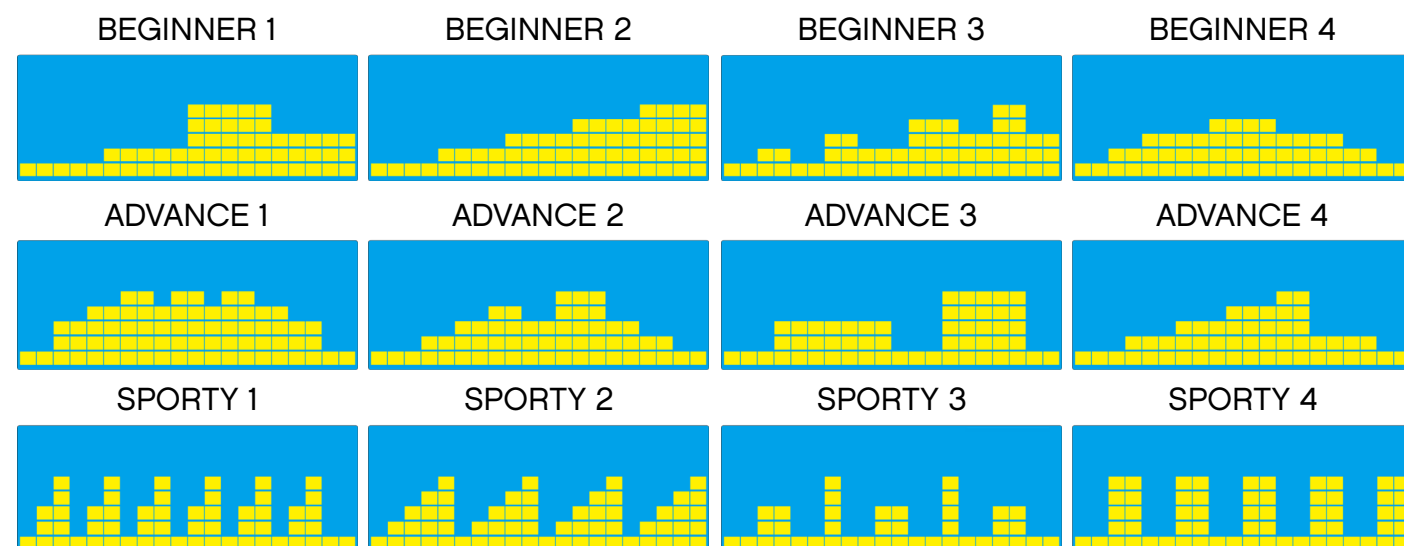 BEGINNER 1 BEGINNER 2 BEGINNER 3 BEGINNER 4
ADVANCE 1 ADVANCE 2 ADVANCE 3 ADVANCE 4
SPORTY 1 SPORTY 2 SPORTY 3 SPORTY 4